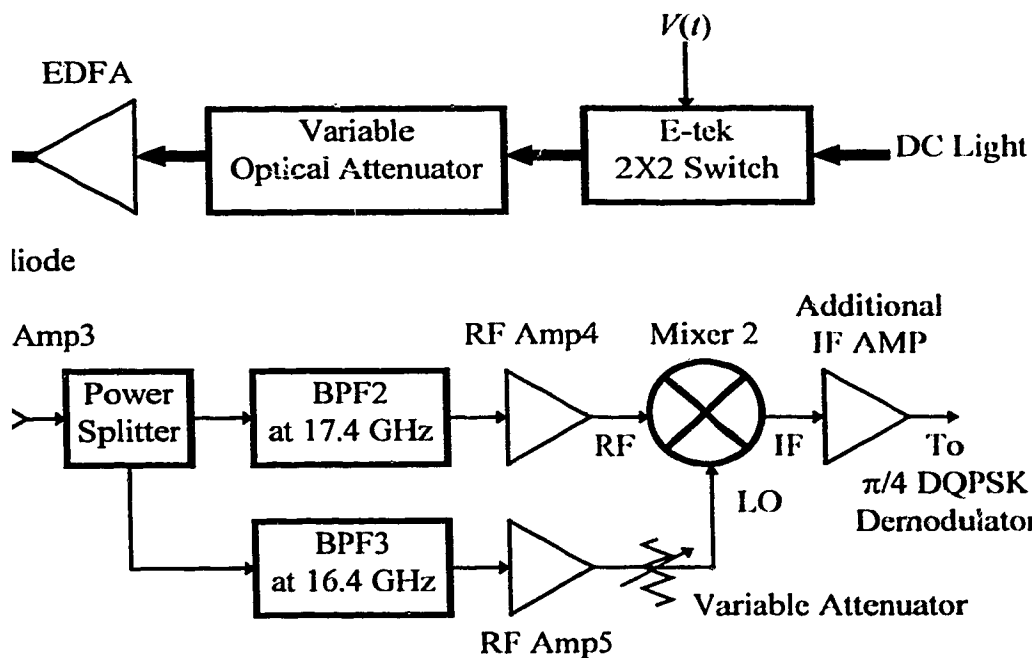 V(t)
EDFA
Variable
Optical Attenuator
E-tek
2X2 Switch
DC Light
liode
Amp3
Power
Splitter
BPF2
at 17.4 GHz
RF Amp4
RF
Mixer 2
IF
LO
Additional
IF AMP
To
π/4 DQPSK
Demodulator
BPF3
at 16.4 GHz
RF Amp5
Variable Attenuator